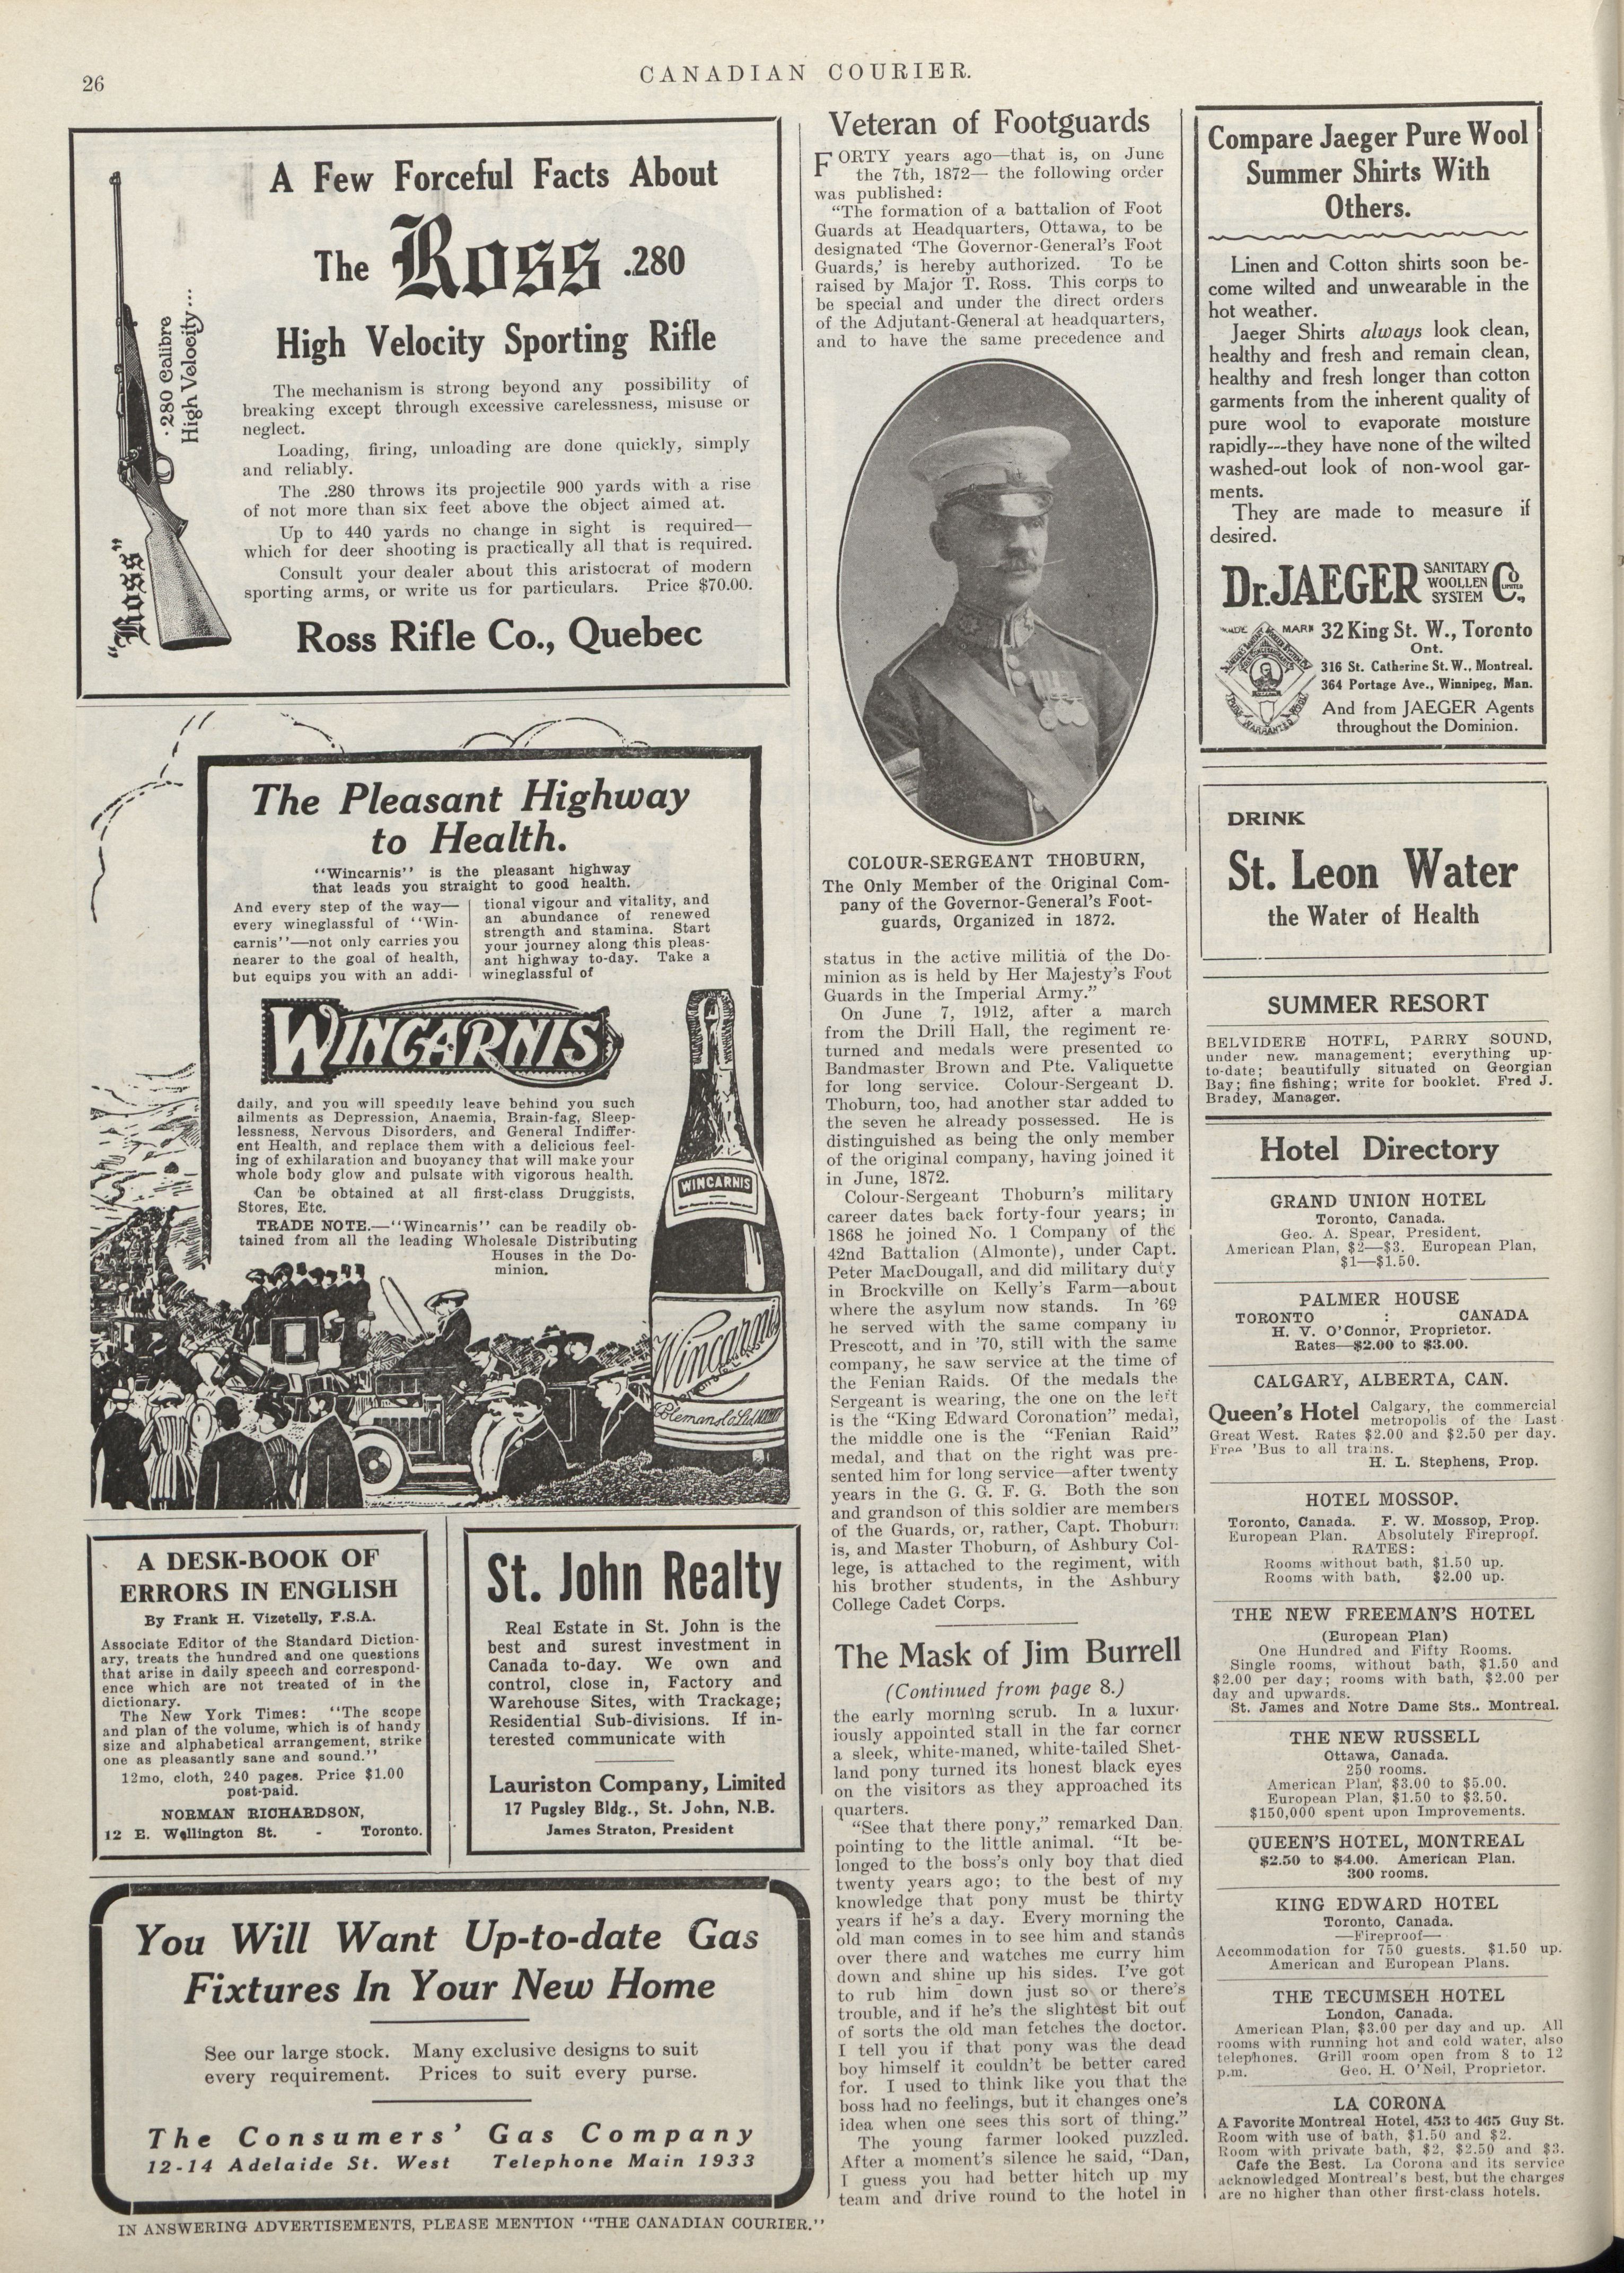 26
CANADIAN COURIER.
A Few Forceful Facts About
The Ross .280
High Velocity Sporting Rifle
.280 Calibre
High Velocity...
"Ross"
The mechanism is strong beyond any possibility of
breaking except through excessive carelessness, misuse or
neglect.
Loading, firing, unloading are done quickly, simply
and reliably.
The .280 throws its projectile 900 yards with a rise
of not more than six feet above the object aimed at.
Up to 440 yards no change in sight is required—
which for deer shooting is practically all that is required.
Consult your dealer about this aristocrat of modern
sporting arms, or write us for particulars. Price $70.00.
Ross Rifle Co., Quebec
The Pleasant Highway
to Health.
"Wincarnis" is the pleasant highway
that leads you straight to good health.
And every step of the way—
every wineglassful of "Win-
carnis"—not only carries you
nearer to the goal of health,
but equips you with an addi-
tional vigour and vitality, and
an abundance of renewed
strength and stamina. Start
your journey along this pleas-
ant highway to-day. Take a
wineglassful of
WINCARNIS
daily, and you will speedily leave behind you such
ailments as Depression, Anaemia, Brain-fag, Sleep-
lessness, Nervous Disorders, and General Indiffer-
ent Health, and replace them with a delicious feel-
ing of exhilaration and buoyancy that will make your
whole body glow and pulsate with vigorous health.
Can be obtained at all first-class Druggists,
Stores, Etc.
TRADE NOTE.—"Wincarnis" can be readily ob-
tained from all the leading Wholesale Distributing
Houses in the Do-
minion.
WINCARNIS
Wincarnis
Coleman & Co Ltd
A DESK-BOOK OF
ERRORS IN ENGLISH
By Frank H. Vizetelly, F.S.A.
Associate Editor of the Standard Diction-
ary, treats the hundred and one questions
that arise in daily speech and correspond-
ence which are not treated of in the
dictionary.
The New York Times: "The scope
and plan of the volume, which is of handy
size and alphabetical arrangement, strike
one as pleasantly sane and sound."
12mo, cloth, 240 pages. Price $1.00
post-paid.
NORMAN RICHARDSON,
12 E. Wellington St. - Toronto.
St. John Realty
Real Estate in St. John is the
best and surest investment in
Canada to-day. We own and
control, close in, Factory and
Warehouse Sites, with Trackage;
Residential Sub-divisions. If in-
terested communicate with
Lauriston Company, Limited
17 Pugsley Bldg., St. John, N.B.
James Straton, President
You Will Want Up-to-date Gas
Fixtures In Your New Home
See our large stock. Many exclusive designs to suit
every requirement. Prices to suit every purse.
The Consumers' Gas Company
12-14 Adelaide St. West Telephone Main 1933
IN ANSWERING ADVERTISEMENTS, PLEASE MENTION "THE CANADIAN COURIER."
Veteran of Footguards
FORTY years ago—that is, on June
the 7th, 1872— the following order
was published:
"The formation of a battalion of Foot
Guards at Headquarters, Ottawa, to be
designated 'The Governor-General's Foot
Guards,' is hereby authorized. To be
raised by Major T. Ross. This corps to
be special and under the direct orders
of the Adjutant-General at headquarters,
and to have the same precedence and
COLOUR-SERGEANT THOBURN,
The Only Member of the Original Com-
pany of the Governor-General's Foot-
guards, Organized in 1872.
status in the active militia of the Do-
minion as is held by Her Majesty's Foot
Guards in the Imperial Army."
On June 7, 1912, after a march
from the Drill Hall, the regiment re-
turned and medals were presented to
Bandmaster Brown and Pte. Valiquette
for long service. Colour-Sergeant D.
Thoburn, too, had another star added to
the seven he already possessed. He is
distinguished as being the only member
of the original company, having joined it
in June, 1872.
Colour-Sergeant Thoburn's military
career dates back forty-four years; in
1868 he joined No. 1 Company of the
42nd Battalion (Almonte), under Capt.
Peter MacDougall, and did military duty
in Brockville on Kelly's Farm—about
where the asylum now stands. In '69
he served with the same company in
Prescott, and in '70, still with the same
company, he saw service at the time of
the Fenian Raids. Of the medals the
Sergeant is wearing, the one on the left
is the "King Edward Coronation" medal,
the middle one is the "Fenian Raid"
medal, and that on the right was pre-
sented him for long service—after twenty
years in the G. G. F. G. Both the son
and grandson of this soldier are members
of the Guards, or, rather, Capt. Thoburn
is, and Master Thoburn, of Ashbury Col-
lege, is attached to the regiment, with
his brother students, in the Ashbury
College Cadet Corps.
The Mask of Jim Burrell
(Continued from page 8.)
the early morning scrub. In a luxur-
iously appointed stall in the far corner
a sleek, white-maned, white-tailed Shet-
land pony turned its honest black eyes
on the visitors as they approached its
quarters.
"See that there pony," remarked Dan,
pointing to the little animal. "It be-
longed to the boss's only boy that died
twenty years ago; to the best of my
knowledge that pony must be thirty
years if he's a day. Every morning the
old man comes in to see him and stands
over there and watches me curry him
down and shine up his sides. I've got
to rub him down just so or there's
trouble, and if he's the slightest bit out
of sorts the old man fetches the doctor.
I tell you if that pony was the dead
boy himself it couldn't be better cared
for. I used to think like you that the
boss had no feelings, but it changes one's
idea when one sees this sort of thing."
The young farmer looked puzzled.
After a moment's silence he said, "Dan,
I guess you had better hitch up my
team and drive round to the hotel in
Compare Jaeger Pure Wool
Summer Shirts With
Others.
Linen and Cotton shirts soon be-
come wilted and unwearable in the
hot weather.
Jaeger Shirts always look clean,
healthy and fresh and remain clean,
healthy and fresh longer than cotton
garments from the inherent quality of
pure wool to evaporate moisture
rapidly---they have none of the wilted
washed-out look of non-wool gar-
ments.
They are made to measure if
desired.
Dr. JAEGER SANITARY WOOLLEN SYSTEM Co., LIMITED
TRADE MARK
32 King St. W., Toronto
Ont.
316 St. Catherine St. W., Montreal.
364 Portage Ave., Winnipeg, Man.
And from JAEGER Agents
throughout the Dominion.
DRINK
St. Leon Water
the Water of Health
SUMMER RESORT
BELVIDERE HOTEL, PARRY SOUND,
under new management; everything up-
to-date; beautifully situated on Georgian
Bay; fine fishing; write for booklet. Fred J.
Bradey, Manager.
Hotel Directory
GRAND UNION HOTEL
Toronto, Canada.
Geo. A. Spear, President.
American Plan, $2—$3. European Plan,
$1—$1.50.
PALMER HOUSE
TORONTO : CANADA
H. V. O'Connor, Proprietor.
Rates—$2.00 to $3.00.
CALGARY, ALBERTA, CAN.
Queen's Hotel Calgary, the commercial
metropolis of the Last
Great West. Rates $2.00 and $2.50 per day.
Free 'Bus to all trains.
H. L. Stephens, Prop.
HOTEL MOSSOP.
Toronto, Canada. F. W. Mossop, Prop.
European Plan. Absolutely Fireproof.
RATES:
Rooms without bath, $1.50 up.
Rooms with bath, $2.00 up.
THE NEW FREEMAN'S HOTEL
(European Plan)
One Hundred and Fifty Rooms.
Single rooms, without bath, $1.50 and
$2.00 per day; rooms with bath, $2.00 per
day and upwards.
St. James and Notre Dame Sts., Montreal.
THE NEW RUSSELL
Ottawa, Canada.
250 rooms.
American Plan, $3.00 to $5.00.
European Plan, $1.50 to $3.50.
$150,000 spent upon Improvements.
QUEEN'S HOTEL, MONTREAL
$2.50 to $4.00. American Plan.
300 rooms.
KING EDWARD HOTEL
Toronto, Canada.
—Fireproof—
Accommodation for 750 guests. $1.50 up.
American and European Plans.
THE TECUMSEH HOTEL
London, Canada.
American Plan, $3.00 per day and up. All
rooms with running hot and cold water, also
telephones. Grill room open from 8 to 12
p.m. Geo. H. O'Neil, Proprietor.
LA CORONA
A Favorite Montreal Hotel, 453 to 465 Guy St.
Room with use of bath, $1.50 and $2.
Room with private bath, $2, $2.50 and $3.
Cafe the Best. La Corona and its service
acknowledged Montreal's best, but the charges
are no higher than other first-class hotels.